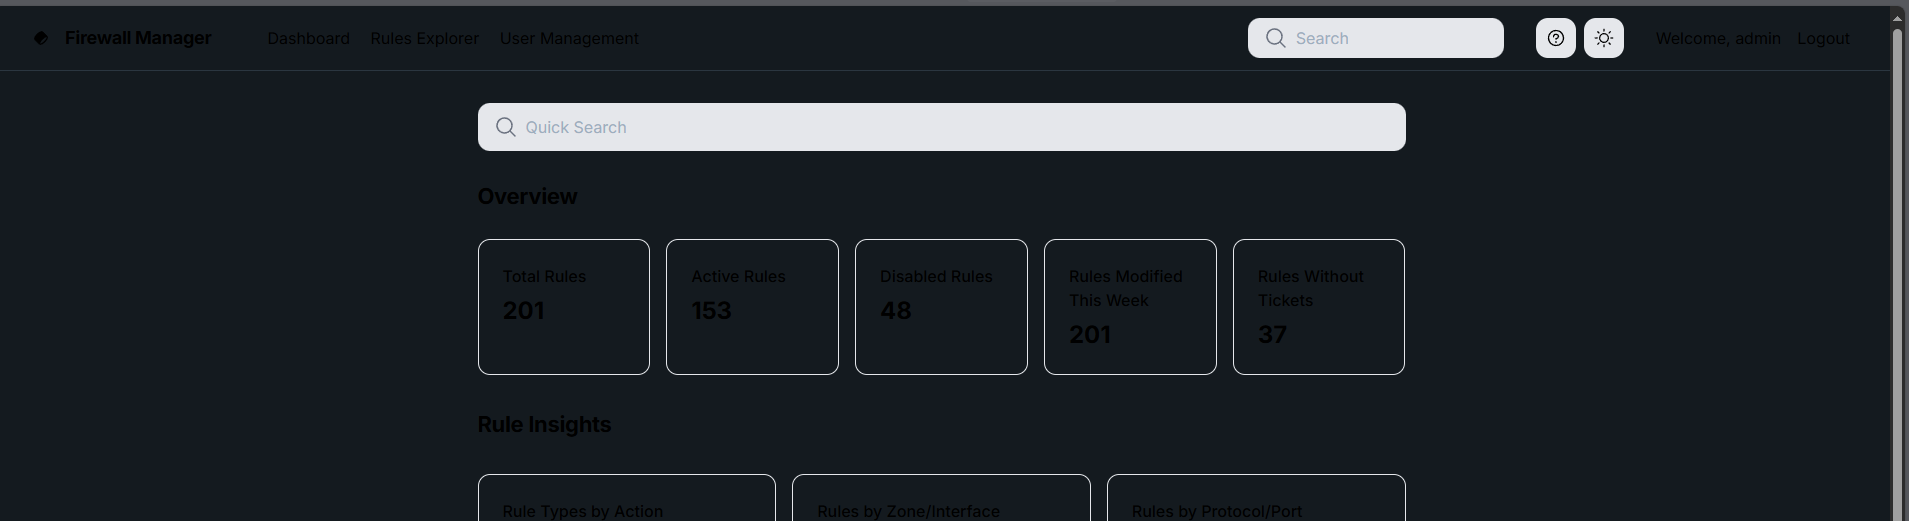 Firewall Manager
Dashboard Rules Explorer User Management
Search
Welcome, admin Logout
Quick Search
Overview
Total Rules
201
Active Rules
153
Disabled Rules
48
Rules Modified
This Week
201
Rules Without
Tickets
37
Rule Insights
Rule Types by Action
Rules by Zone/Interface
Rules by Protocol/Port